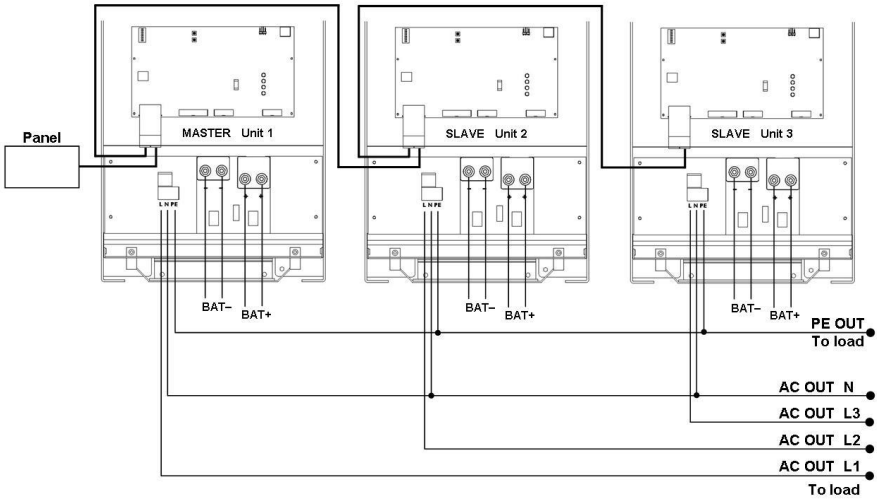 Panel
MASTER Unit 1
SLAVE Unit 2
SLAVE Unit 3
L N PE
L N PE
L N PE
BAT–
BAT+
BAT–
BAT+
BAT–
BAT+
PE OUT
To load
AC OUT N
AC OUT L3
AC OUT L2
AC OUT L1
To load